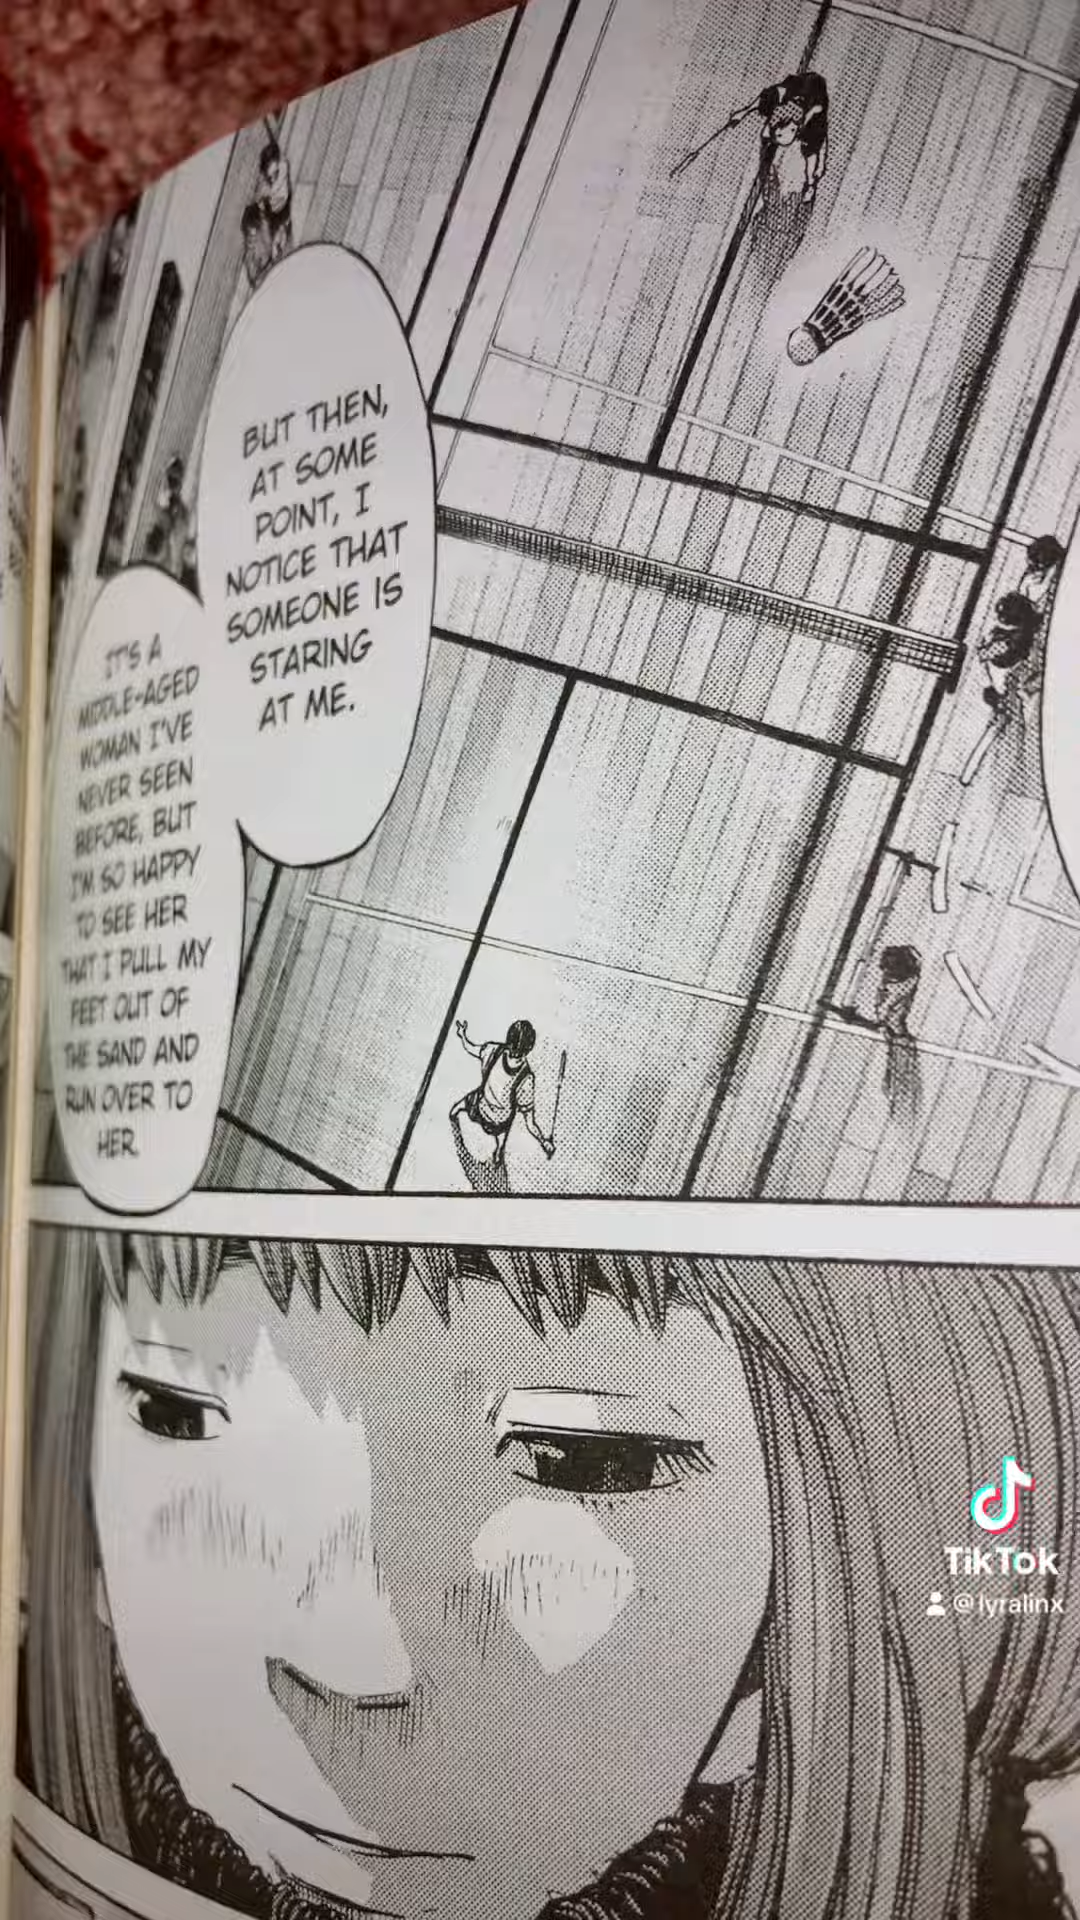 BUT THEN,
AT SOME
POINT, I
NOTICE THAT
SOMEONE IS
STARING
AT ME.
IT'S A
MIDDLE-AGED
WOMAN I'VE
NEVER SEEN
BEFORE, BUT
I'M SO HAPPY
TO SEE HER
THAT I PULL MY
FEET OUT OF
THE SAND AND
RUN OVER TO
HER.
TikTok
@lyralinx